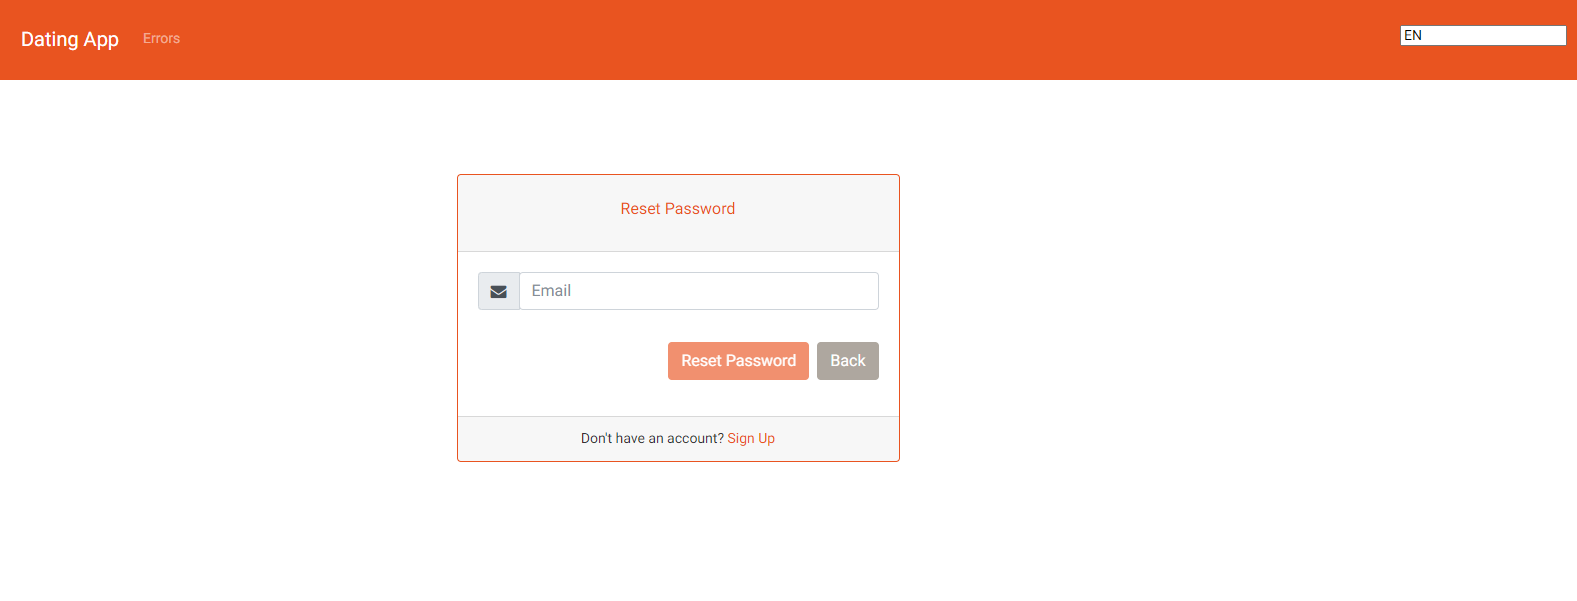 Dating App Errors EN
Reset Password
Email
Reset Password Back
Don't have an account? Sign Up